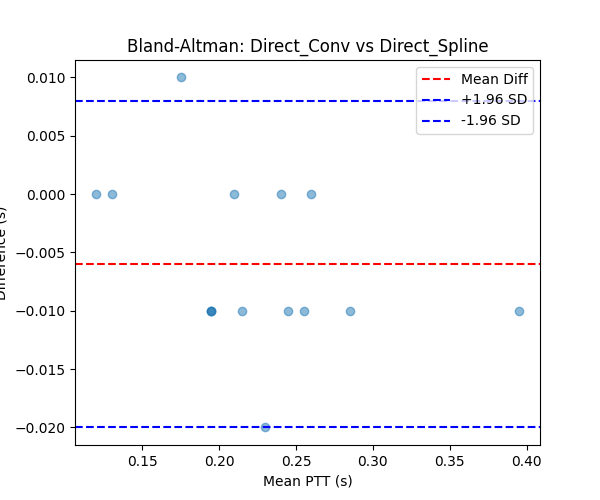 Bland-Altman: Direct_Conv vs Direct_Spline
Mean Diff
+1.96 SD
-1.96 SD
0.010
0.005
0.000
−0.005
−0.010
−0.015
−0.020
Difference (s)
0.15
0.20
0.25
0.30
0.35
0.40
Mean PTT (s)